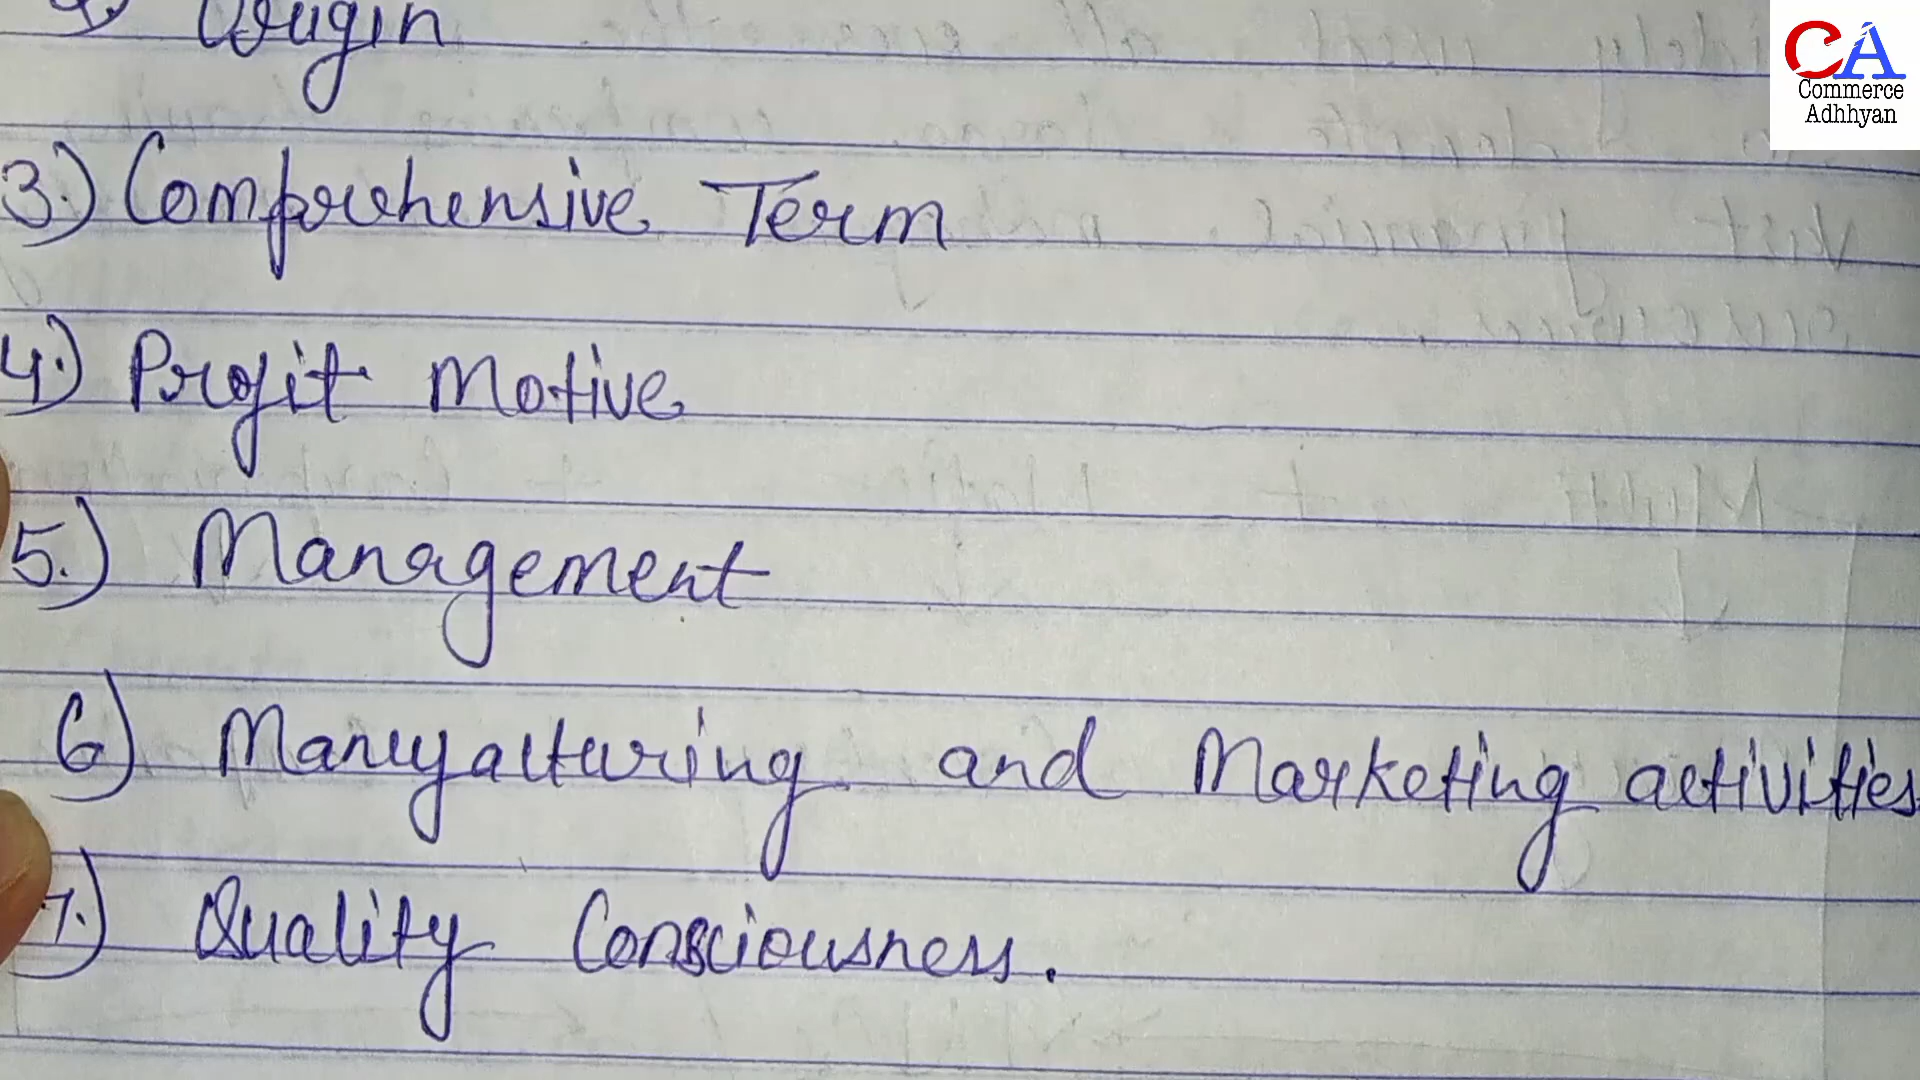 Origin
3.) Comprehensive Term
4.) Profit Motive
5.) Management
6) Manufacturing and Marketing activities.
7.) Quality Consciousness.
CA
Commerce
Adhhyan